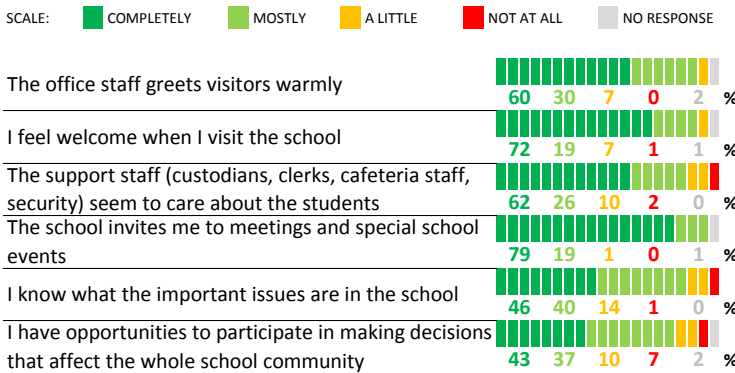 SCALE: COMPLETELY MOSTLY A LITTLE NOT AT ALL NO RESPONSE
The office staff greets visitors warmly
60 30 7 0 2 %
I feel welcome when I visit the school
72 19 7 1 1 %
The support staff (custodians, clerks, cafeteria staff,
security) seem to care about the students
62 26 10 2 0 %
The school invites me to meetings and special school
events
79 19 1 0 1 %
I know what the important issues are in the school
46 40 14 1 0 %
I have opportunities to participate in making decisions
that affect the whole school community
43 37 10 7 2 %